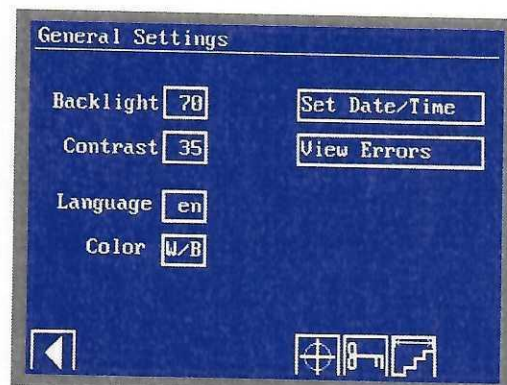 General Settings
Backlight 70
Set Date/Time
Contrast 35
View Errors
Language en
Color W/B